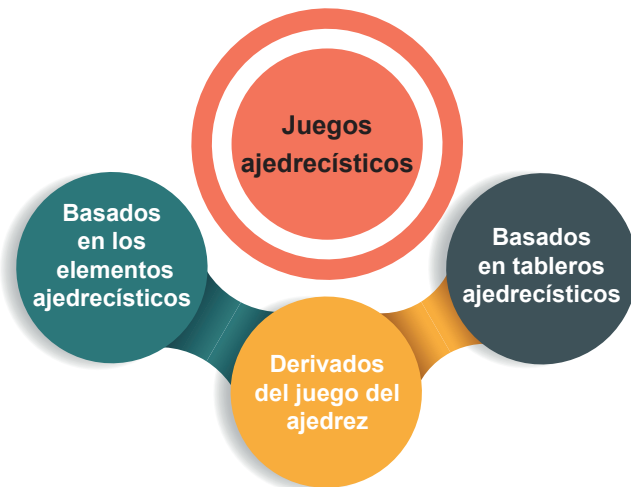 Juegos
ajedrecísticos
Basados
en los
elementos
ajedrecísticos
Derivados
del juego del
ajedrez
Basados
en tableros
ajedrecísticos